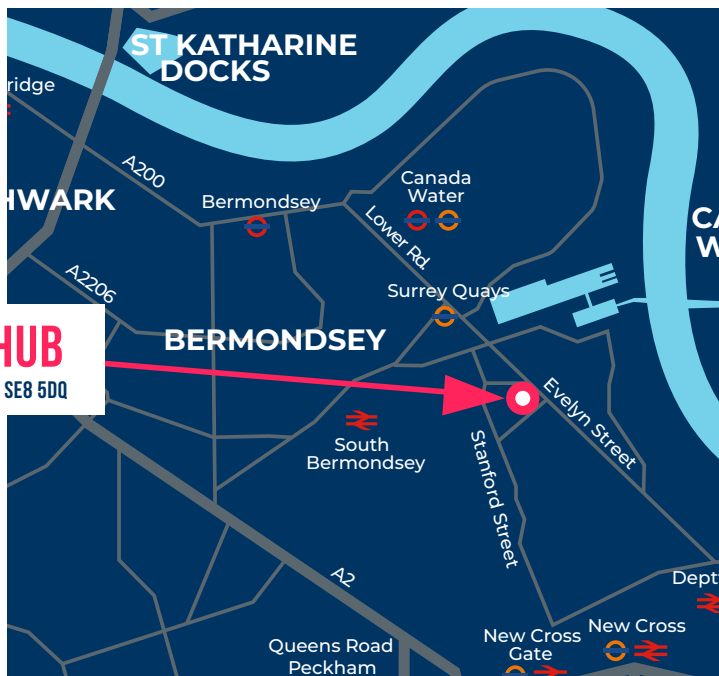 ST KATHARINE
DOCKS
ridge
A200
HWARK
Bermondsey
Canada
Water
Lower Rd.
CA
W
A2206
Surrey Quays
HUB
SE8 5DQ
BERMONDSEY
Evelyn Street
South
Bermondsey
Stanford Street
A2
Dept
Queens Road
Peckham
New Cross
Gate
New Cross